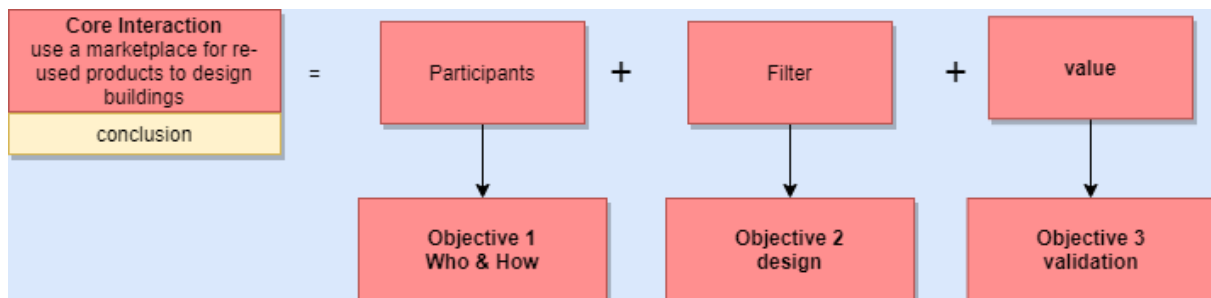 Core Interaction
use a marketplace for re-
used products to design
buildings
conclusion
=
Participants
+
Filter
+
value
Objective 1
Who & How
Objective 2
design
Objective 3
validation